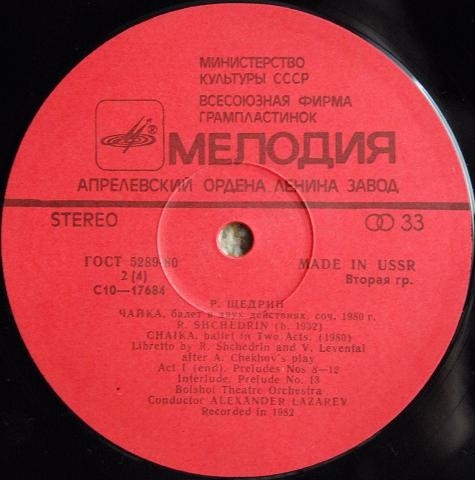 МИНИСТЕРСТВО
КУЛЬТУРЫ СССР
ВСЕСОЮЗНАЯ ФИРМА
ГРАМПЛАСТИНОК
МЕЛОДИЯ
АПРЕЛЕВСКИЙ ОРДЕНА ЛЕНИНА ЗАВОД
STEREO 33
ГОСТ 5289-80 MADE IN USSR
2 (4) Вторая гр.
С10—17684
Р. ЩЕДРИН
ЧАЙКА, балет в двух действиях, соч. 1980 г.
R. SHCHEDRIN (b. 1932)
CHAIKA, ballet in Two Acts, (1980)
Libretto by R. Shchedrin and V. Levental
after A. Chekhov's play
Act I (end). Preludes Nos 8—12
Interlude. Prelude No. 13
Bolshoi Theatre Orchestra
Conductor ALEXANDER LAZAREV
Recorded in 1982